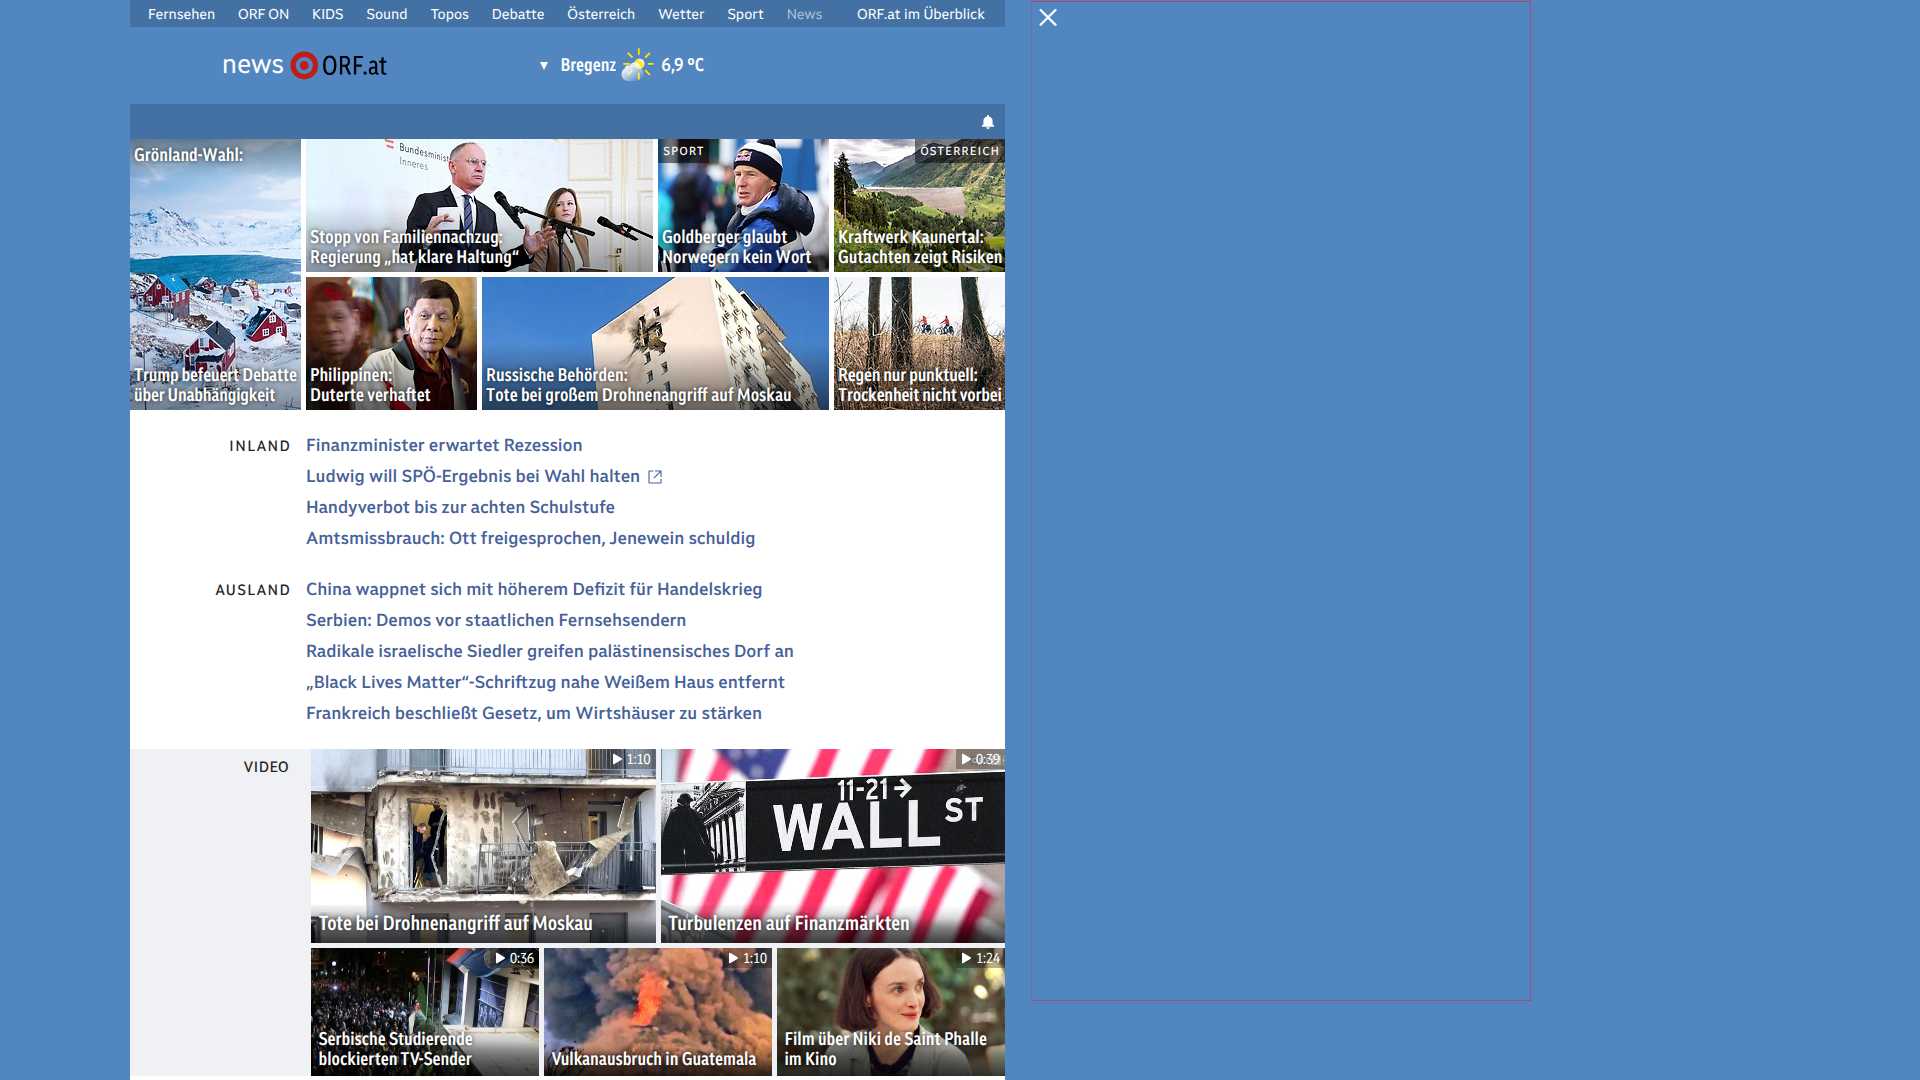 Fernsehen ORF ON KIDS Sound Topos Debatte Österreich Wetter Sport News ORF.at im Überblick
news ORF.at
Bregenz 6,9 °C
Grönland-Wahl:
Trump befeuert Debatte
über Unabhängigkeit
Bundesminist
Inneres
Stopp von Familiennachzug:
Regierung „hat klare Haltung“
SPORT
Goldberger glaubt
Norwegern kein Wort
ÖSTERREICH
Kraftwerk Kaunertal:
Gutachten zeigt Risiken
Philippinen:
Duterte verhaftet
Russische Behörden:
Tote bei großem Drohnenangriff auf Moskau
Regen nur punktuell:
Trockenheit nicht vorbei
INLAND
Finanzminister erwartet Rezession
Ludwig will SPÖ-Ergebnis bei Wahl halten
Handyverbot bis zur achten Schulstufe
Amtsmissbrauch: Ott freigesprochen, Jenewein schuldig
AUSLAND
China wappnet sich mit höherem Defizit für Handelskrieg
Serbien: Demos vor staatlichen Fernsehsendern
Radikale israelische Siedler greifen palästinensisches Dorf an
„Black Lives Matter“-Schriftzug nahe Weißem Haus entfernt
Frankreich beschließt Gesetz, um Wirtshäuser zu stärken
VIDEO
1:10
Tote bei Drohnenangriff auf Moskau
0:39
11-21
WALL ST
Turbulenzen auf Finanzmärkten
0:36
Serbische Studierende
blockierten TV-Sender
1:10
Vulkanausbruch in Guatemala
1:24
Film über Niki de Saint Phalle
im Kino